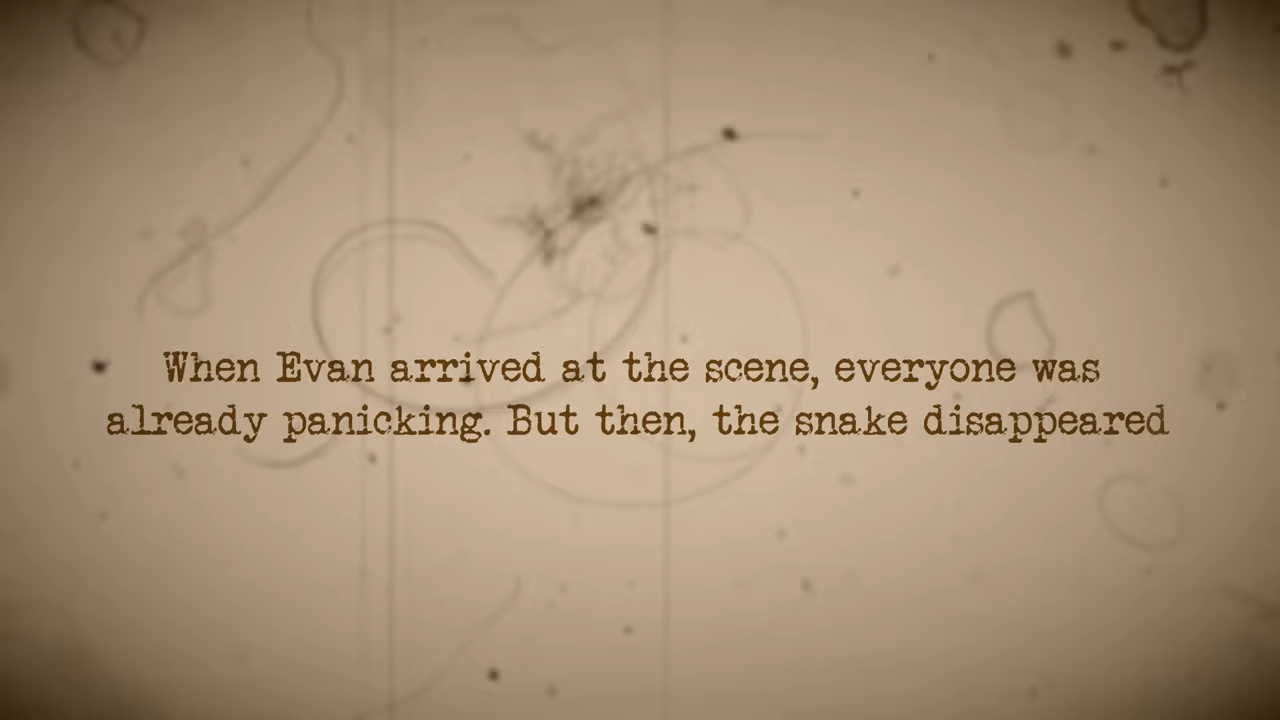 When Evan arrived at the scene, everyone was
already panicking. But then, the snake disappeared